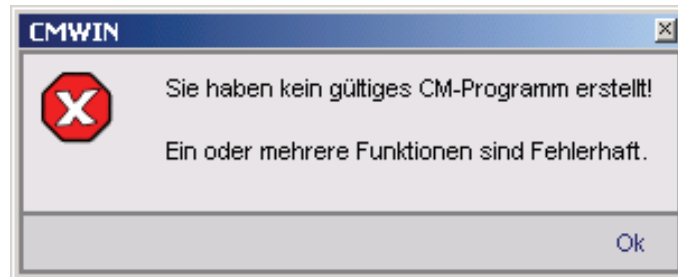 CMWIN
Sie haben kein gültiges CM-Programm erstellt!
Ein oder mehrere Funktionen sind Fehlerhaft.
Ok